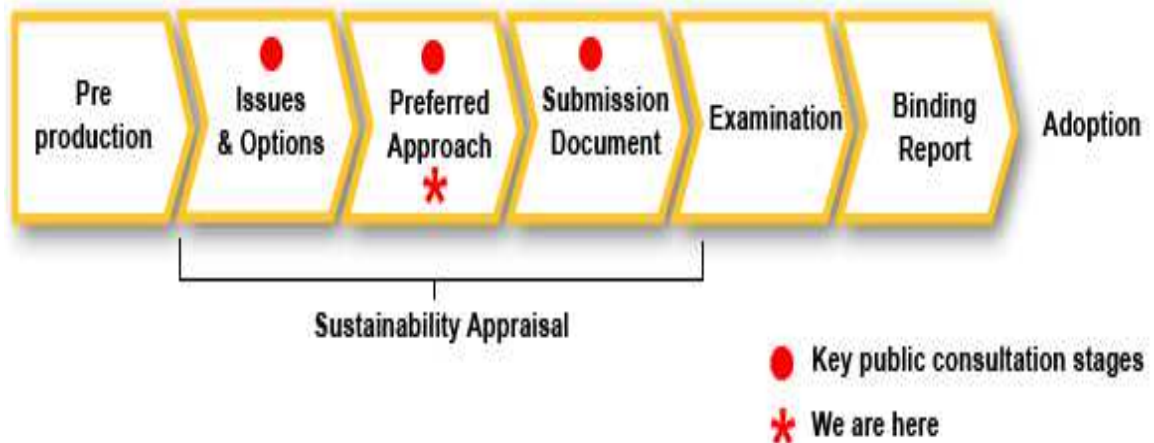 Pre
production
Issues
& Options
Preferred
Approach
*
Submission
Document
Examination
Binding
Report
Adoption
Sustainability Appraisal
Key public consultation stages
* We are here